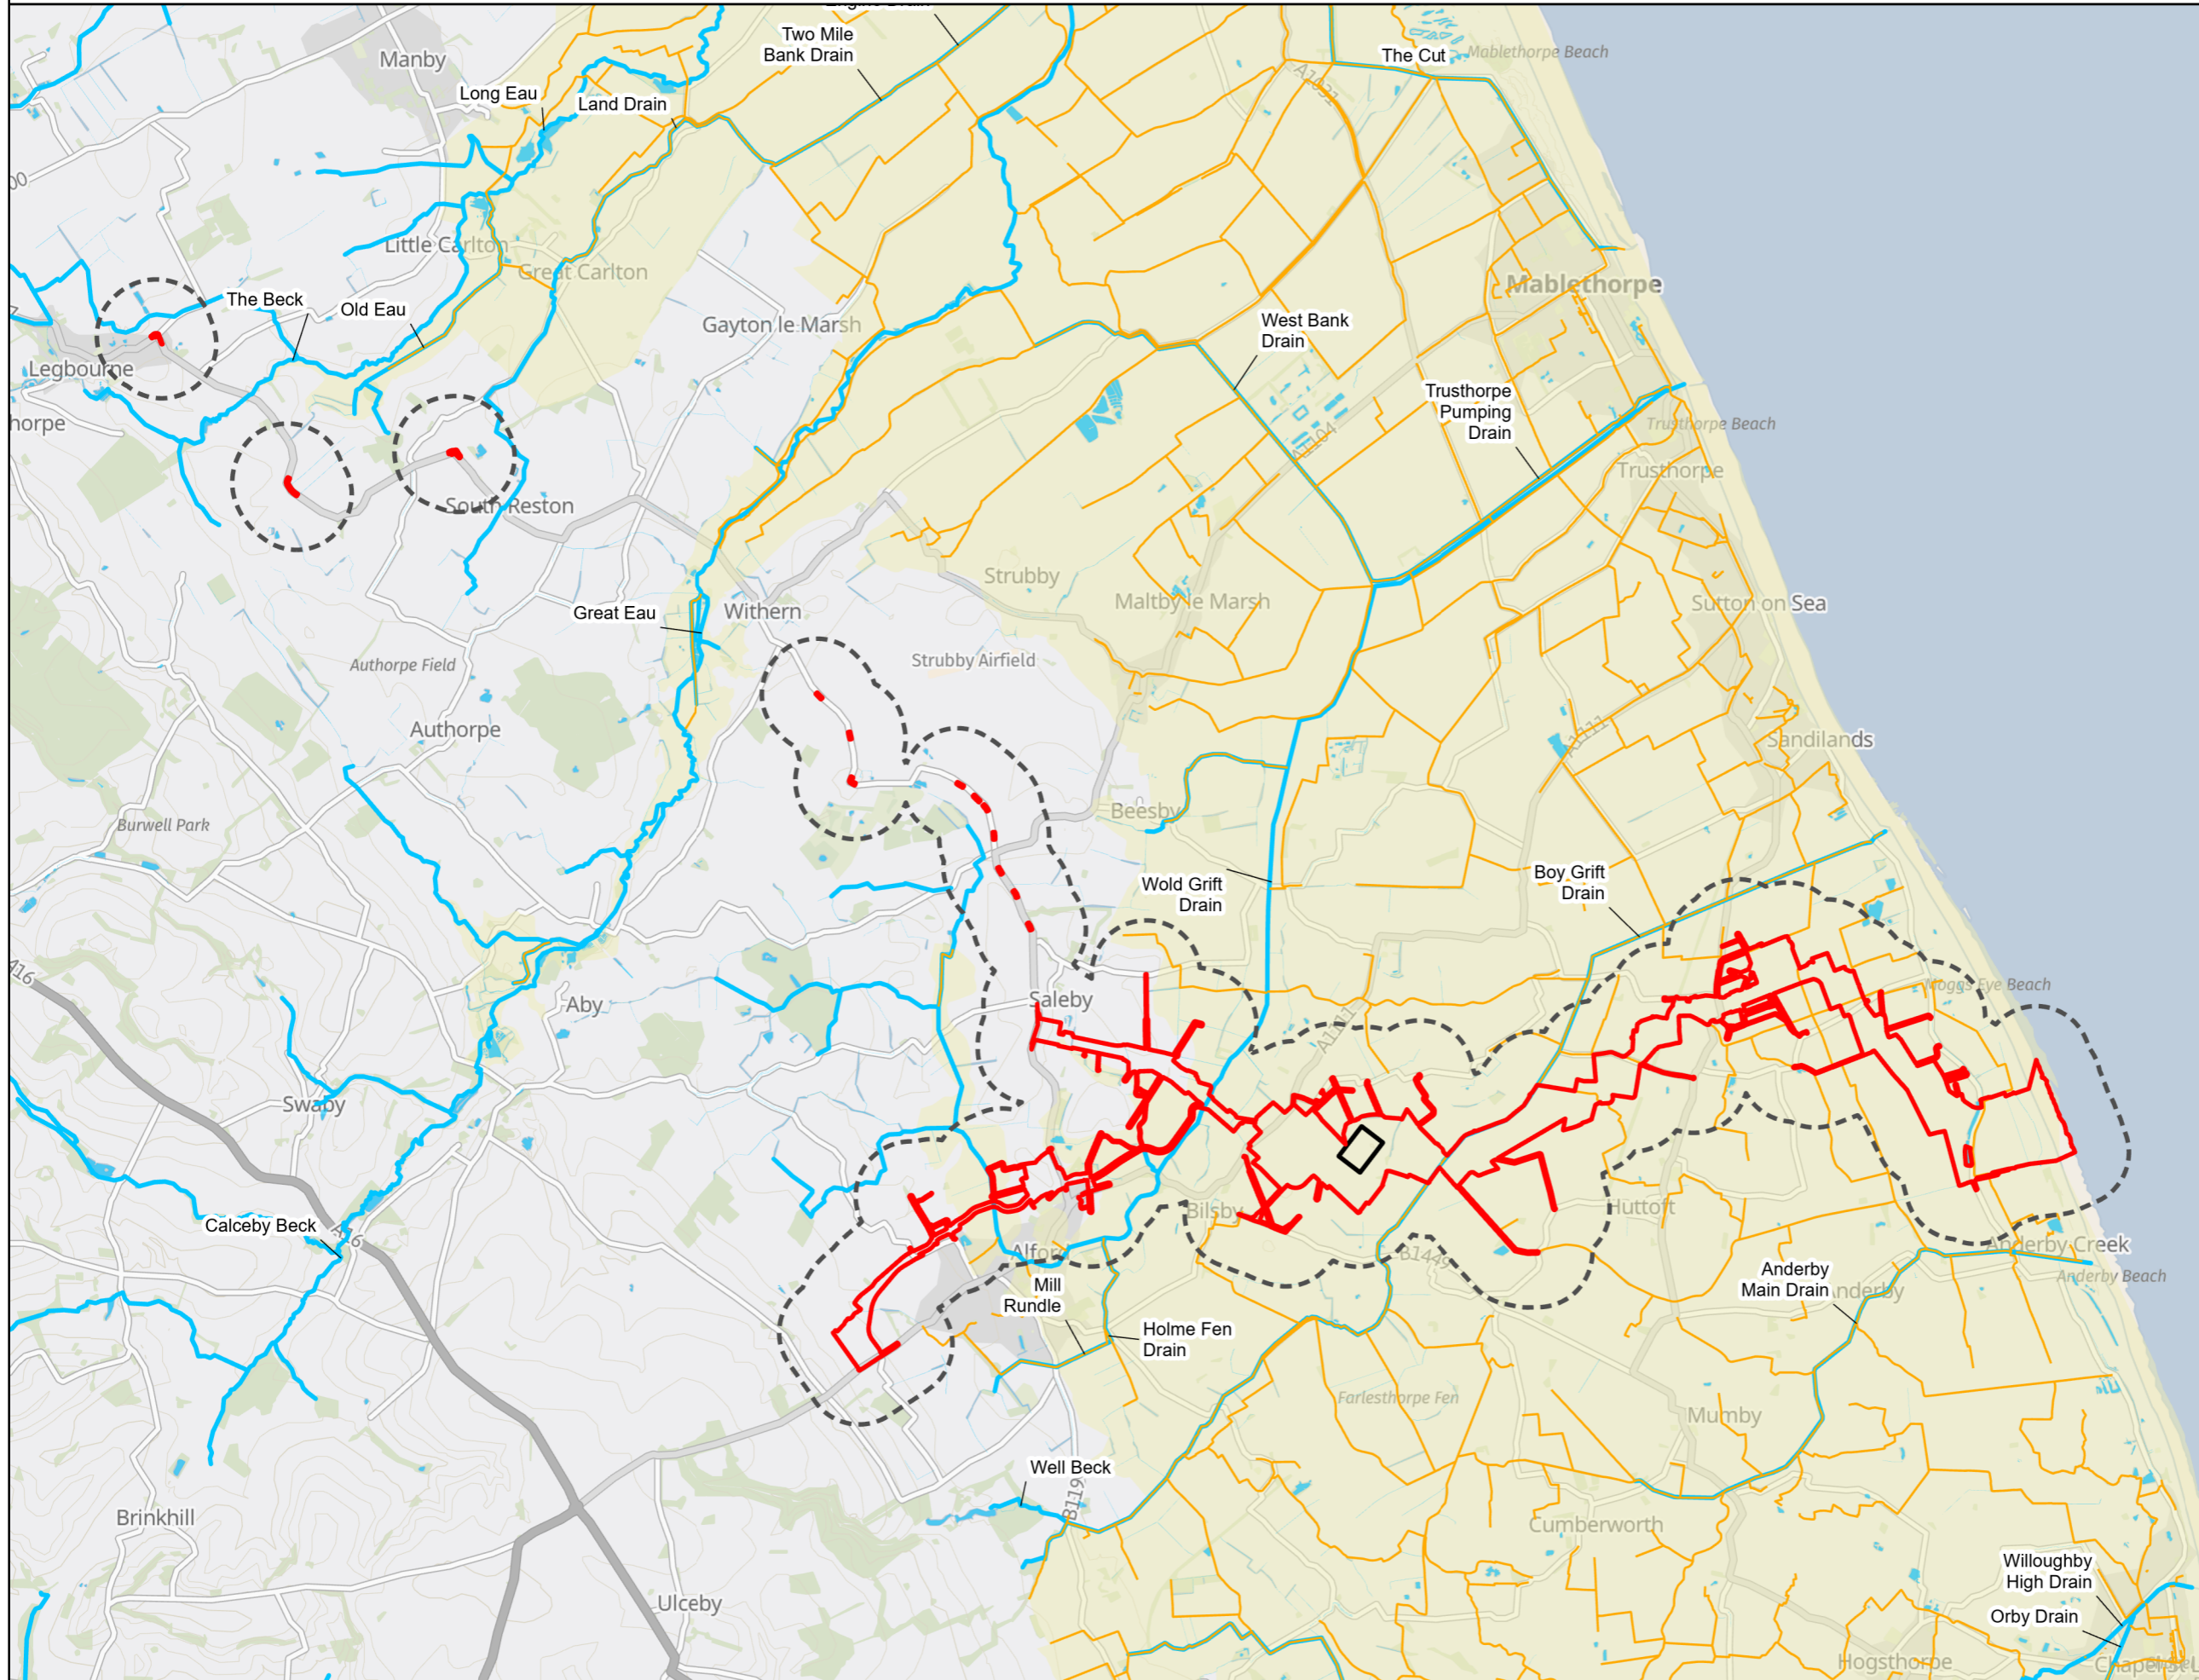 Manby
Two Mile
Bank Drain
The Cut
Mablethorpe Beach
A1031
Long Eau
Land Drain
Little Carlton
Great Carlton
Mablethorpe
The Beck
Old Eau
Gayton le Marsh
West Bank
Drain
Legbourne
Trusthorpe
Pumping
Drain
Trusthorpe Beach
horpe
A1104
Trusthorpe
South Reston
Strubby
Maltby le Marsh
Sutton on Sea
Great Eau
Withern
Authorpe Field
Strubby Airfield
Authorpe
A1111
Sandilands
Burwell Park
Beesby
Wold Grift
Drain
Boy Grift
Drain
A16
Aby
Saleby
Moggs Eye Beach
A1111
Swaby
Calceby Beck
A16
Bilsby
Huttoft
Alford
B1449
Anderby Creek
Anderby Beach
Mill
Rundle
Anderby
Main Drain
Anderby
Holme Fen
Drain
Farlesthorpe Fen
Mumby
Well Beck
B119
Brinkhill
Cumberworth
Willoughby
High Drain
Ulceby
Orby Drain
Hogsthorpe